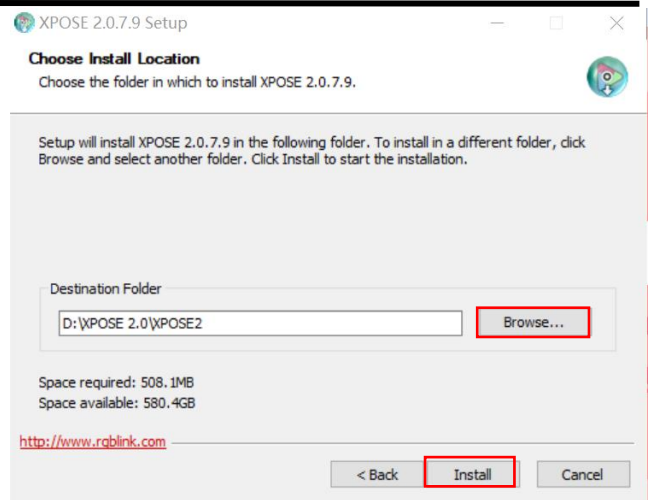 XPOSE 2.0.7.9 Setup
Choose Install Location
Choose the folder in which to install XPOSE 2.0.7.9.
Setup will install XPOSE 2.0.7.9 in the following folder. To install in a different folder, click
Browse and select another folder. Click Install to start the installation.
Destination Folder
D:\XPOSE 2.0\XPOSE2
Browse...
Space required: 508.1MB
Space available: 580.4GB
http://www.rgblink.com
< Back
Install
Cancel